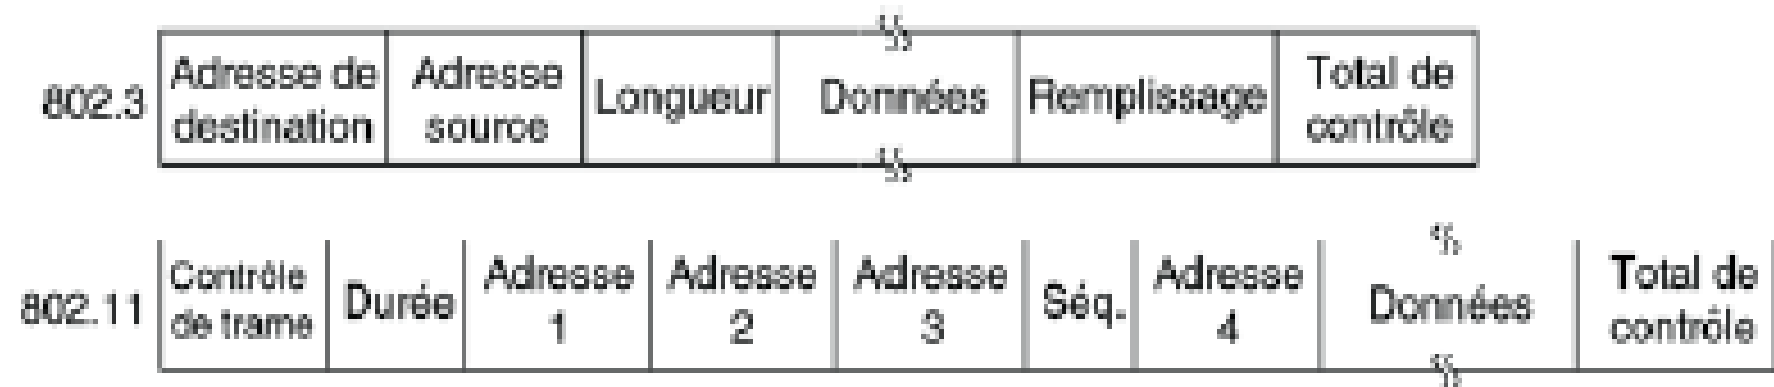 802.3
Adresse de destination
Adresse source
Longueur
Données
Remplissage
Total de contrôle
802.11
Contrôle de trame
Durée
Adresse 1
Adresse 2
Adresse 3
Séq.
Adresse 4
Données
Total de contrôle